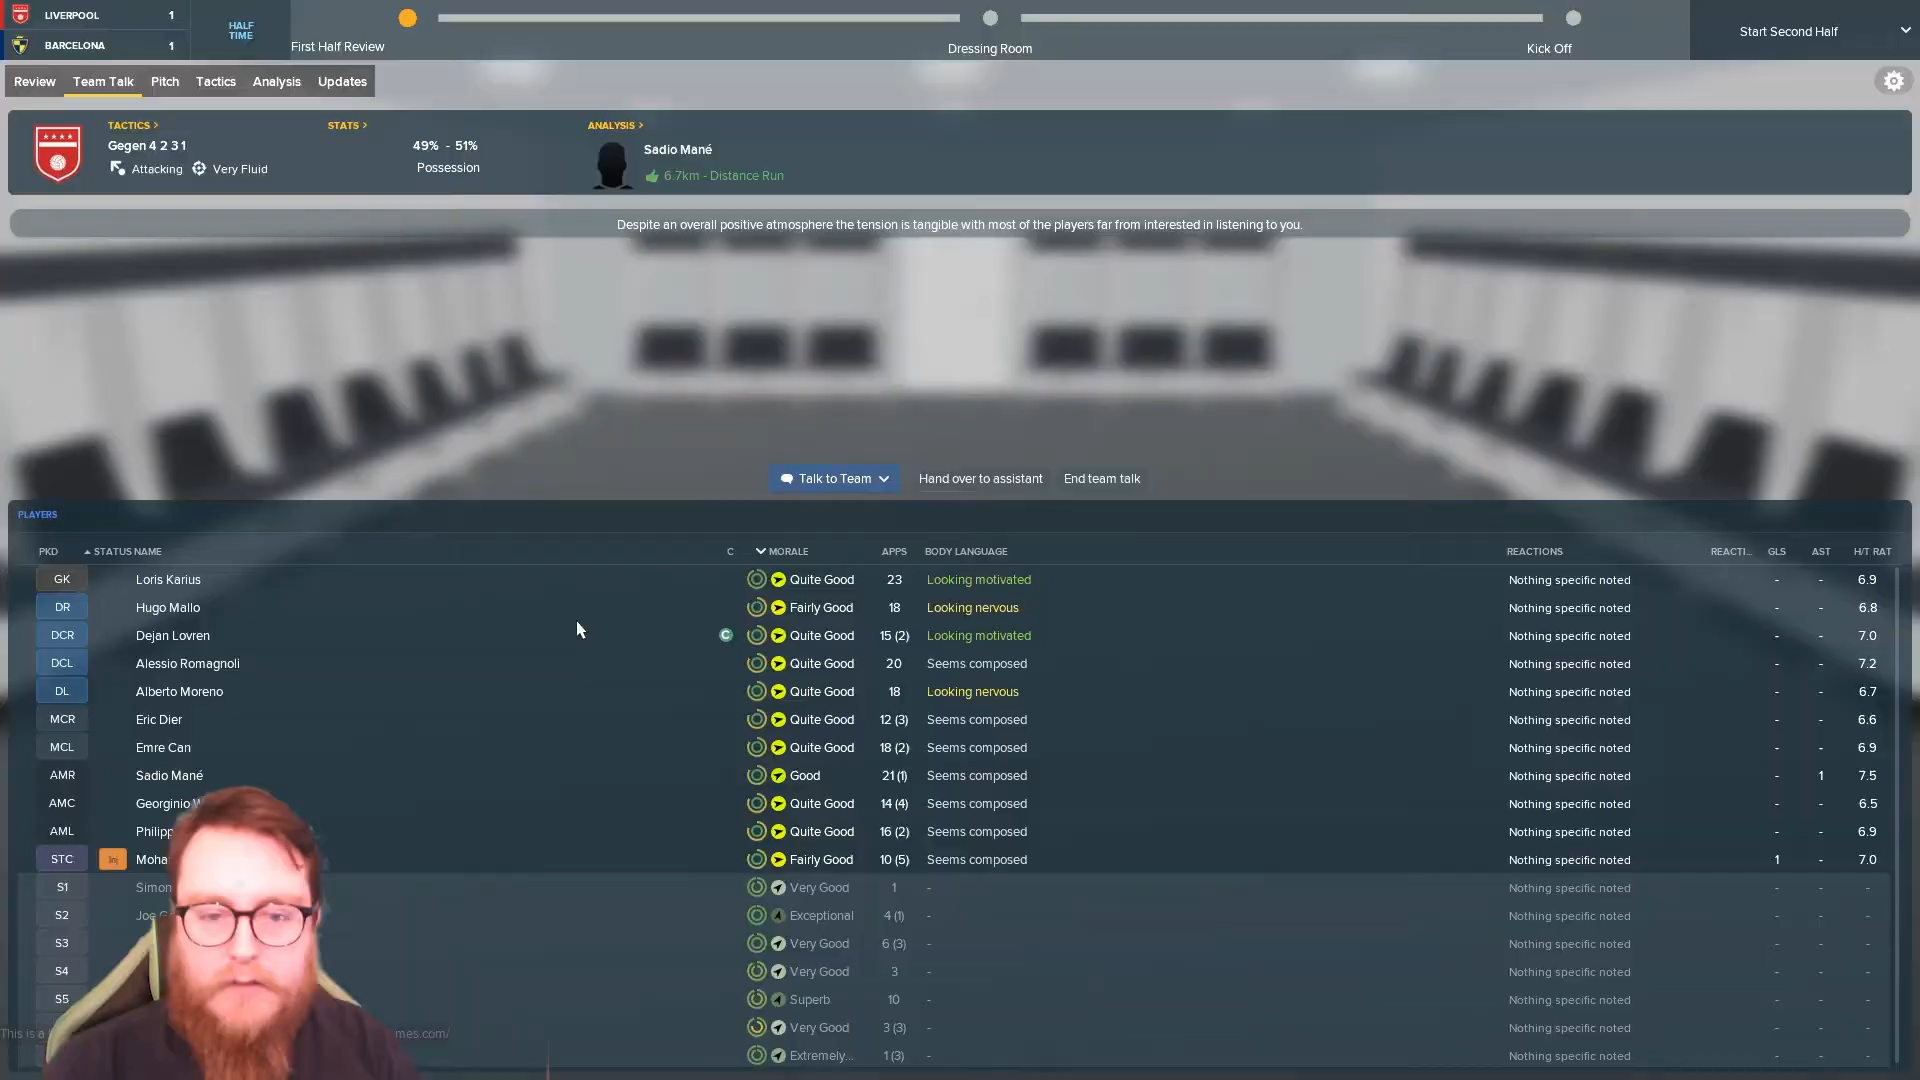 LIVERPOOL 1
BARCELONA 1
HALF TIME
First Half Review
Dressing Room
Kick Off
Start Second Half
Review Team Talk Pitch Tactics Analysis Updates
TACTICS >
Gegen 4 2 3 1
Attacking Very Fluid
STATS >
49% - 51%
Possession
ANALYSIS >
Sadio Mané
6.7km - Distance Run
Despite an overall positive atmosphere the tension is tangible with most of the players far from interested in listening to you.
Talk to Team Hand over to assistant End team talk
PLAYERS
PKD STATUS NAME C MORALE APPS BODY LANGUAGE REACTIONS REACTI... GLS AST H/T RAT
GK Loris Karius Quite Good 23 Looking motivated Nothing specific noted - - 6.9
DR Hugo Mallo Fairly Good 18 Looking nervous Nothing specific noted - - 6.8
DCR Dejan Lovren C Quite Good 15 (2) Looking motivated Nothing specific noted - - 7.0
DCL Alessio Romagnoli Quite Good 20 Seems composed Nothing specific noted - - 7.2
DL Alberto Moreno Quite Good 18 Looking nervous Nothing specific noted - - 6.7
MCR Eric Dier Quite Good 12 (3) Seems composed Nothing specific noted - - 6.6
MCL Emre Can Quite Good 18 (2) Seems composed Nothing specific noted - - 6.9
AMR Sadio Mané Good 21 (1) Seems composed Nothing specific noted - 1 7.5
AMC Georginio Quite Good 14 (4) Seems composed Nothing specific noted - - 6.5
AML Philipp Quite Good 16 (2) Seems composed Nothing specific noted - - 6.9
STC Inj Moha Fairly Good 10 (5) Seems composed Nothing specific noted 1 - 7.0
S1 Simon Very Good 1 - Nothing specific noted - - -
S2 Joe Exceptional 4 (1) - Nothing specific noted - - -
S3 Very Good 6 (3) - Nothing specific noted - - -
S4 Very Good 3 - Nothing specific noted - - -
S5 Superb 10 - Nothing specific noted - - -
Very Good 3 (3) - Nothing specific noted - - -
Extremely... 1 (3) - Nothing specific noted - - -
This is a mes.com/